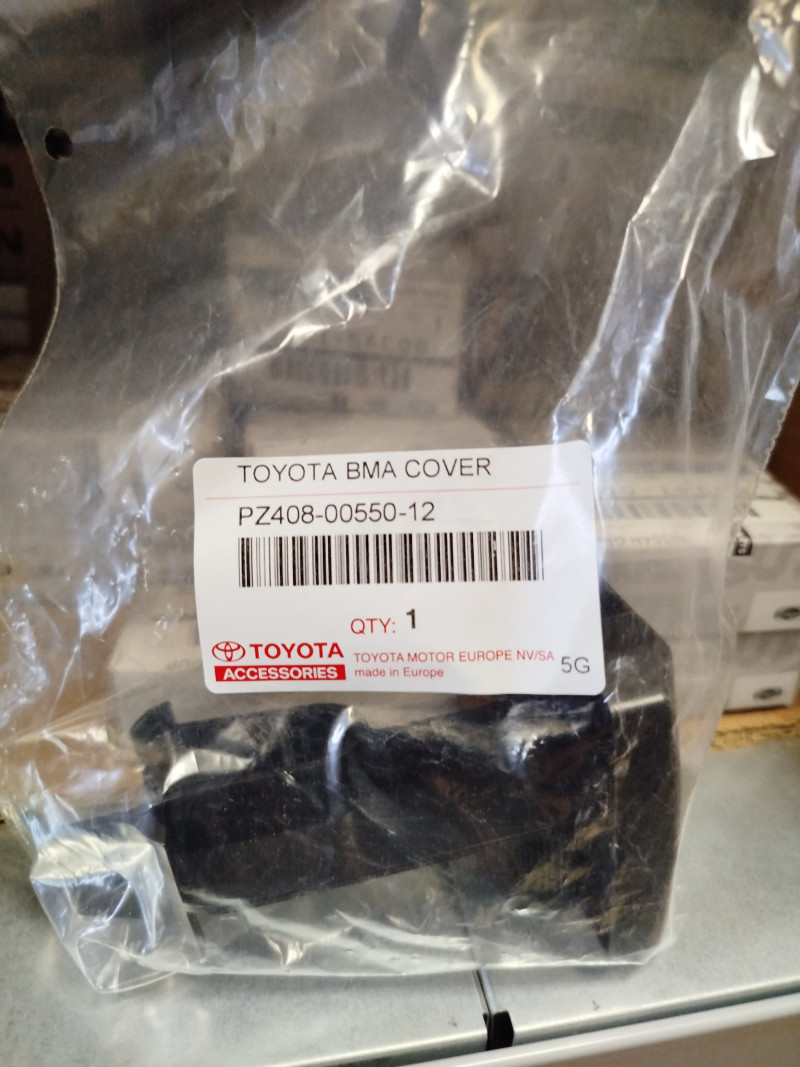 TOYOTA BMA COVER
PZ408-00550-12
QTY: 1
TOYOTA
ACCESSORIES
TOYOTA MOTOR EUROPE NV/SA
made in Europe
5G